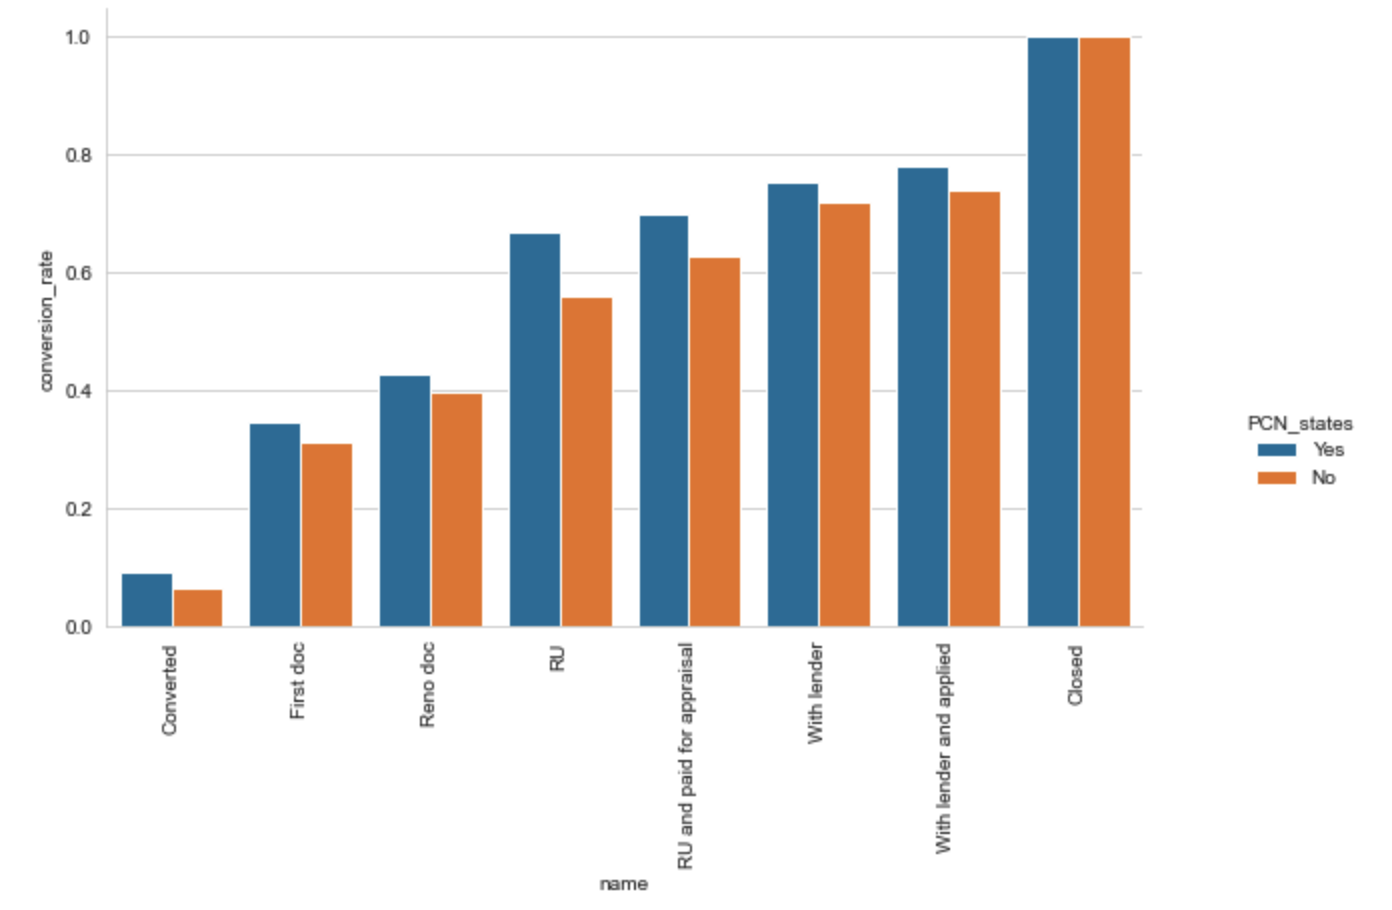 1.0
0.8
0.6
0.4
0.2
0.0
conversion_rate
Converted
First doc
Reno doc
RU
RU and paid for appraisal
With lender
With lender and applied
Closed
name
PCN_states
Yes
No